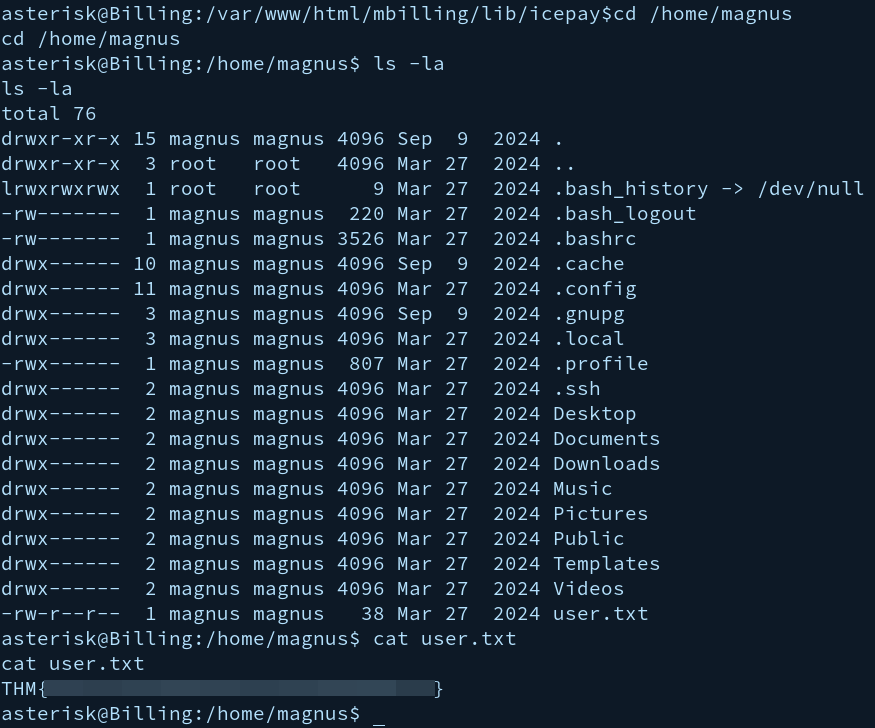 asterisk@Billing:/var/www/html/mbilling/lib/icepay$cd /home/magnus
cd /home/magnus
asterisk@Billing:/home/magnus$ ls -la
ls -la
total 76
drwxr-xr-x 15 magnus magnus 4096 Sep  9  2024 .
drwxr-xr-x  3 root   root   4096 Mar 27  2024 ..
lrwxrwxrwx  1 root   root      9 Mar 27  2024 .bash_history -> /dev/null
-rw-------  1 magnus magnus  220 Mar 27  2024 .bash_logout
-rw-------  1 magnus magnus 3526 Mar 27  2024 .bashrc
drwx------ 10 magnus magnus 4096 Sep  9  2024 .cache
drwx------ 11 magnus magnus 4096 Mar 27  2024 .config
drwx------  3 magnus magnus 4096 Sep  9  2024 .gnupg
drwx------  3 magnus magnus 4096 Mar 27  2024 .local
-rwx------  1 magnus magnus  807 Mar 27  2024 .profile
drwx------  2 magnus magnus 4096 Mar 27  2024 .ssh
drwx------  2 magnus magnus 4096 Mar 27  2024 Desktop
drwx------  2 magnus magnus 4096 Mar 27  2024 Documents
drwx------  2 magnus magnus 4096 Mar 27  2024 Downloads
drwx------  2 magnus magnus 4096 Mar 27  2024 Music
drwx------  2 magnus magnus 4096 Mar 27  2024 Pictures
drwx------  2 magnus magnus 4096 Mar 27  2024 Public
drwx------  2 magnus magnus 4096 Mar 27  2024 Templates
drwx------  2 magnus magnus 4096 Mar 27  2024 Videos
-rw-r--r--  1 magnus magnus   38 Mar 27  2024 user.txt
asterisk@Billing:/home/magnus$ cat user.txt
cat user.txt
THM{}
asterisk@Billing:/home/magnus$ _